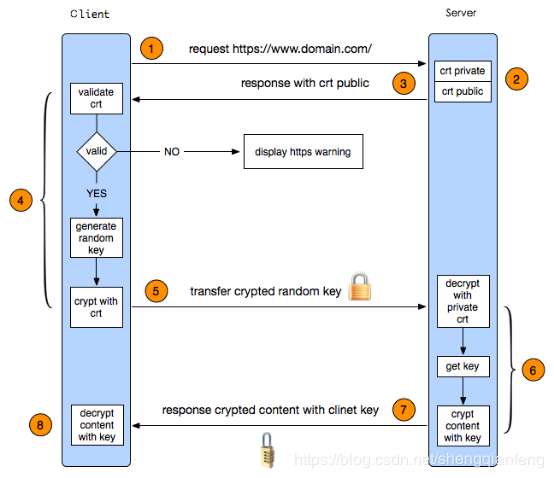 Client
Server
1
request https://www.domain.com/
crt private
2
response with crt public
3
crt public
validate
crt
valid
NO
display https warning
4
YES
generate
random
key
crypt with
crt
5
transfer crypted random key
decrypt
with
private
crt
get key
6
response crypted content with clinet key
7
crypt
content
with key
8
decrypt
content
with key
https://blog.csdn.net/shengqianfeng